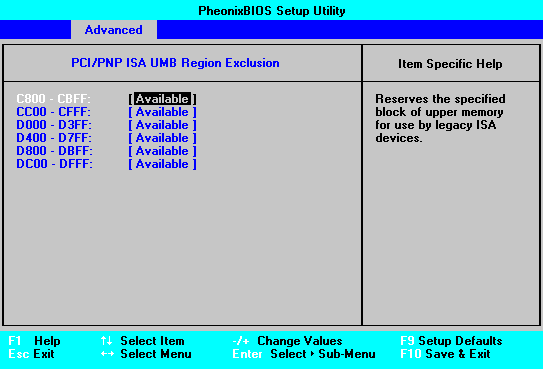 PheonixBIOS Setup Utility
Advanced
PCI/PNP ISA UMB Region Exclusion
Item Specific Help
C800 - CBFF: [ Available ]
CC00 - CFFF: [ Available ]
D000 - D3FF: [ Available ]
D400 - D7FF: [ Available ]
D800 - DBFF: [ Available ]
DC00 - DFFF: [ Available ]
Reserves the specified
block of upper memory
for use by legacy ISA
devices.
F1 Help ↑↓ Select Item -/+ Change Values F9 Setup Defaults
Esc Exit ←→ Select Menu Enter Select ▸ Sub-Menu F10 Save & Exit